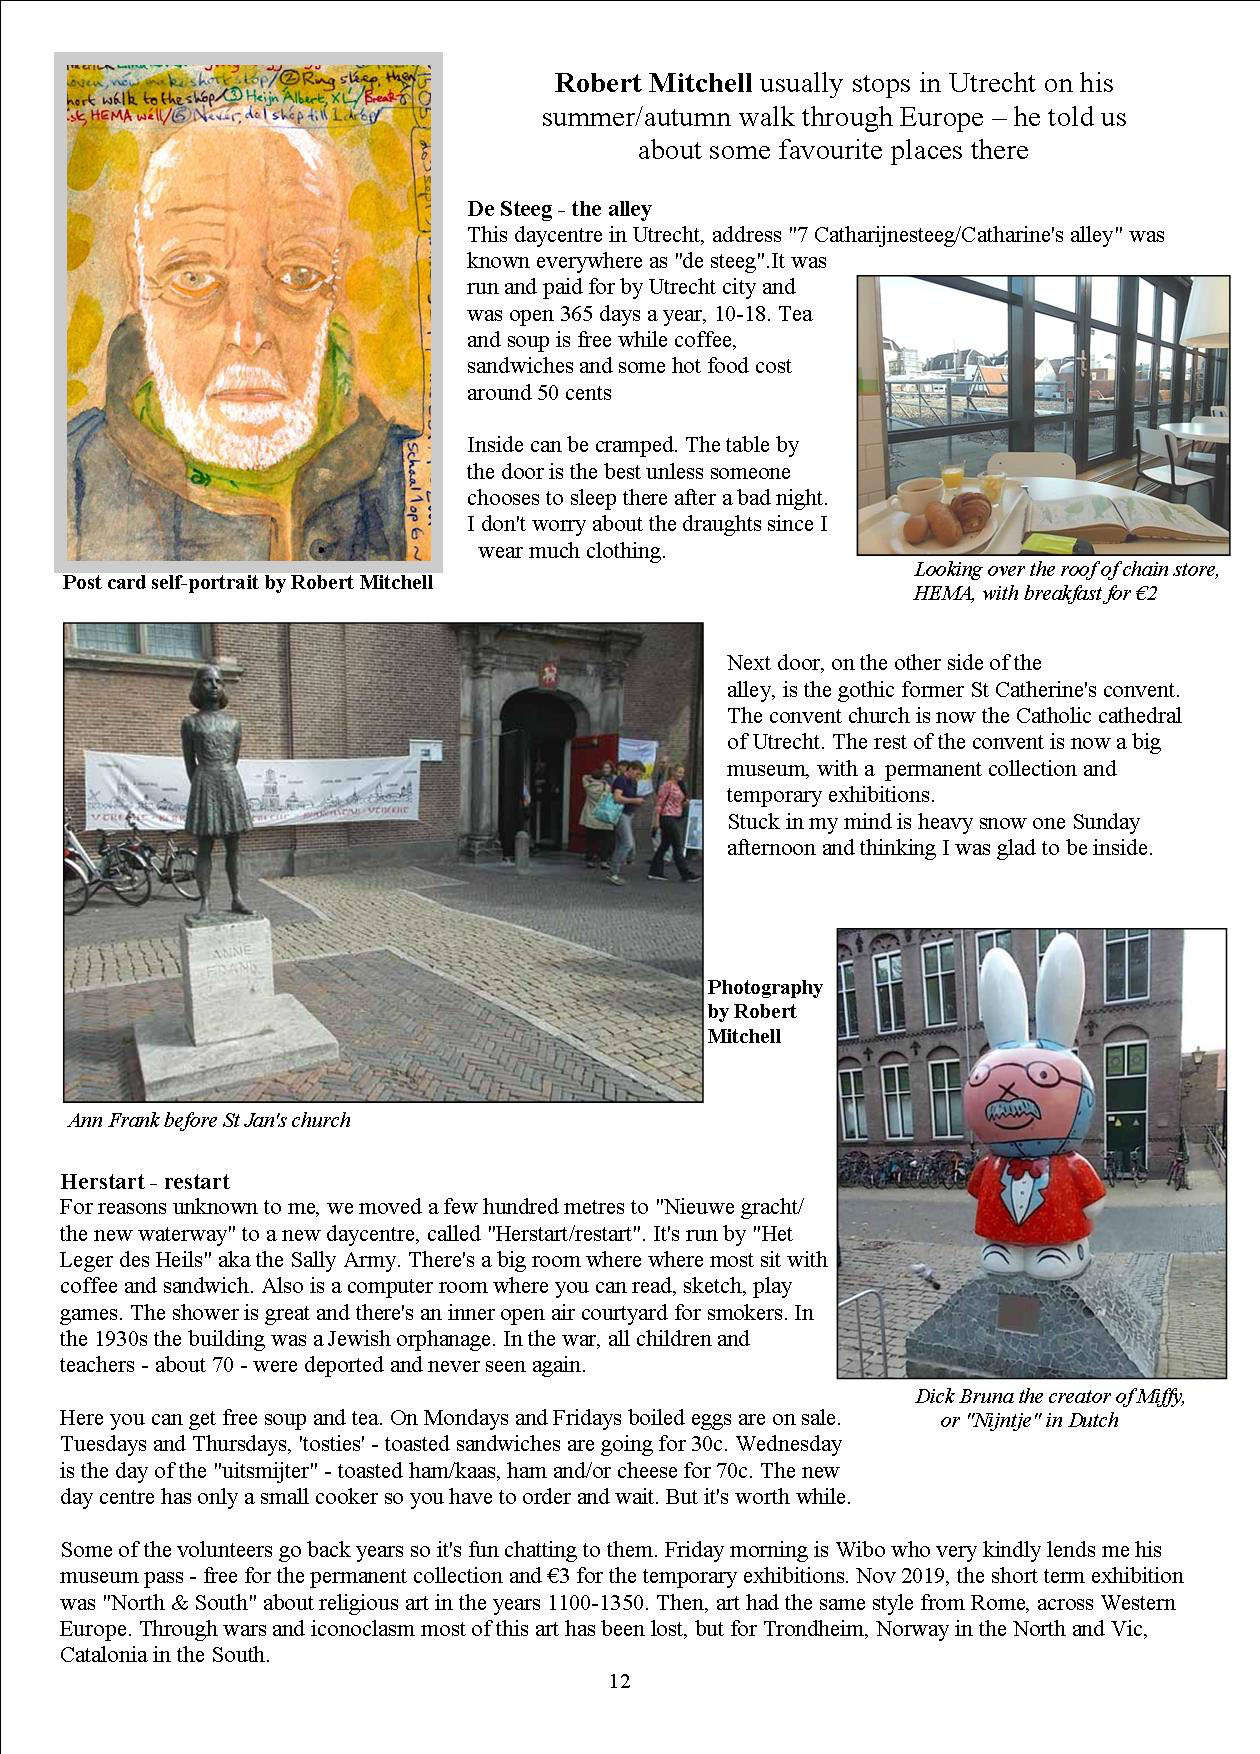 oven, now make short stop/ ② Ring sleep, then
hort walk to the shop/ ③ Heijn Albert, XL/ Break
sk, HEMA well/ ⑤ Never, do I shop till I drop/
schaal 1 op 6~
Post card self-portrait by Robert Mitchell
Robert Mitchell usually stops in Utrecht on his
summer/autumn walk through Europe – he told us
about some favourite places there
De Steeg - the alley
This daycentre in Utrecht, address "7 Catharijnesteeg/Catharine's alley" was
known everywhere as "de steeg".It was
run and paid for by Utrecht city and
was open 365 days a year, 10-18. Tea
and soup is free while coffee,
sandwiches and some hot food cost
around 50 cents
Inside can be cramped. The table by
the door is the best unless someone
chooses to sleep there after a bad night.
I don't worry about the draughts since I
wear much clothing.
Looking over the roof of chain store,
HEMA, with breakfast for €2
Next door, on the other side of the
alley, is the gothic former St Catherine's convent.
The convent church is now the Catholic cathedral
of Utrecht. The rest of the convent is now a big
museum, with a permanent collection and
temporary exhibitions.
Stuck in my mind is heavy snow one Sunday
afternoon and thinking I was glad to be inside.
UTRECHT
UTRECHT
ANNE
FRANK
Ann Frank before St Jan's church
Photography
by Robert
Mitchell
Dick Bruna the creator of Miffy,
or "Nijntje" in Dutch
Herstart - restart
For reasons unknown to me, we moved a few hundred metres to "Nieuwe gracht/
the new waterway" to a new daycentre, called "Herstart/restart". It's run by "Het
Leger des Heils" aka the Sally Army. There's a big room where where most sit with
coffee and sandwich. Also is a computer room where you can read, sketch, play
games. The shower is great and there's an inner open air courtyard for smokers. In
the 1930s the building was a Jewish orphanage. In the war, all children and
teachers - about 70 - were deported and never seen again.
Here you can get free soup and tea. On Mondays and Fridays boiled eggs are on sale.
Tuesdays and Thursdays, 'tosties' - toasted sandwiches are going for 30c. Wednesday
is the day of the "uitsmijter" - toasted ham/kaas, ham and/or cheese for 70c. The new
day centre has only a small cooker so you have to order and wait. But it's worth while.
Some of the volunteers go back years so it's fun chatting to them. Friday morning is Wibo who very kindly lends me his
museum pass - free for the permanent collection and €3 for the temporary exhibitions. Nov 2019, the short term exhibition
was "North & South" about religious art in the years 1100-1350. Then, art had the same style from Rome, across Western
Europe. Through wars and iconoclasm most of this art has been lost, but for Trondheim, Norway in the North and Vic,
Catalonia in the South.
12